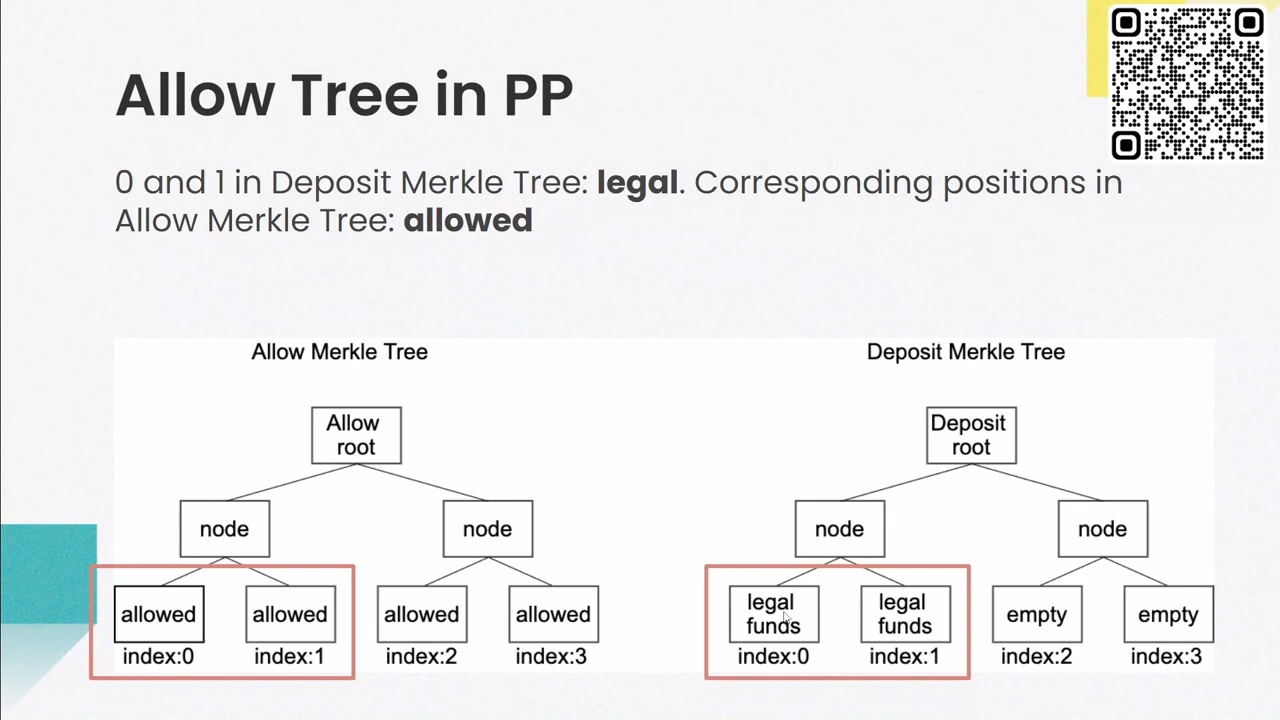 Allow Tree in PP
0 and 1 in Deposit Merkle Tree: legal. Corresponding positions in
Allow Merkle Tree: allowed
Allow Merkle Tree
Allow
root
node
node
allowed
allowed
allowed
allowed
index:0
index:1
index:2
index:3
Deposit Merkle Tree
Deposit
root
node
node
legal
funds
legal
funds
empty
empty
index:0
index:1
index:2
index:3